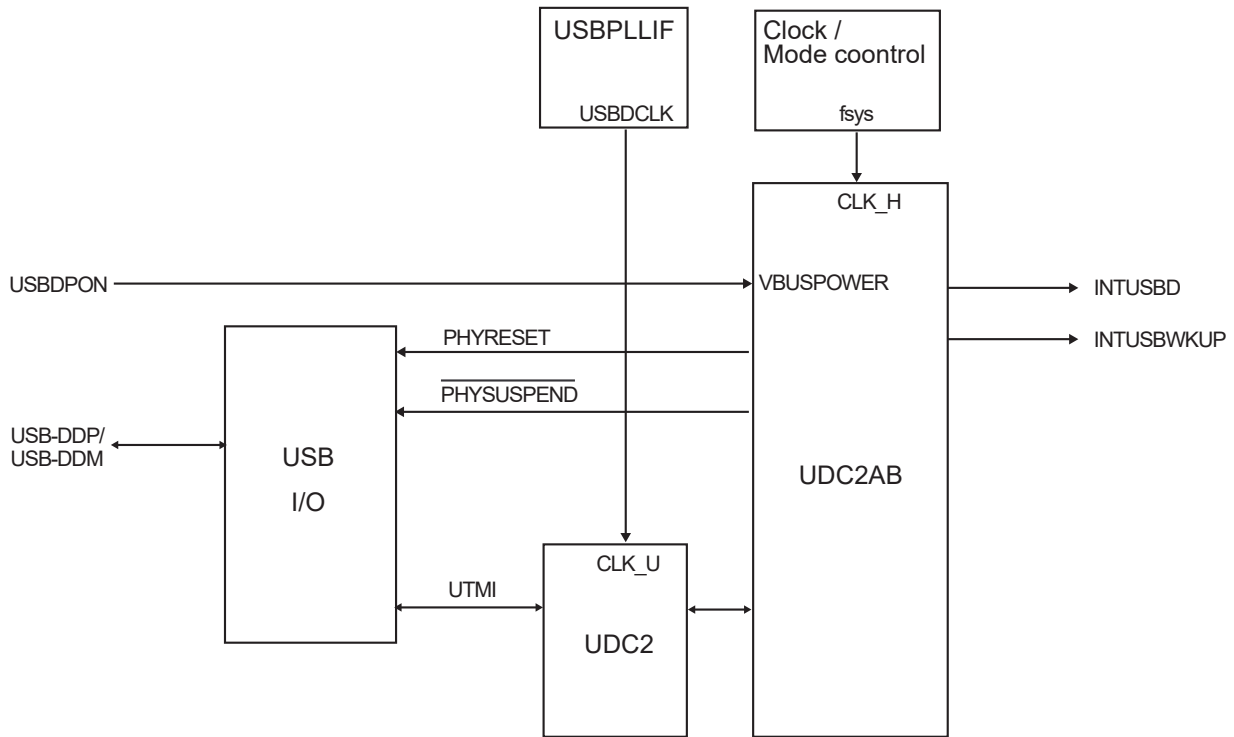 USBPLLIF
USBDCLK
Clock /
Mode coontrol
fsys
CLK_H
USBDPON
VBUSPOWER
INTUSBD
INTUSBWKUP
PHYRESET
PHYSUSPEND
USB-DDP/
USB-DDM
USB
I/O
UDC2AB
CLK_U
UTMI
UDC2